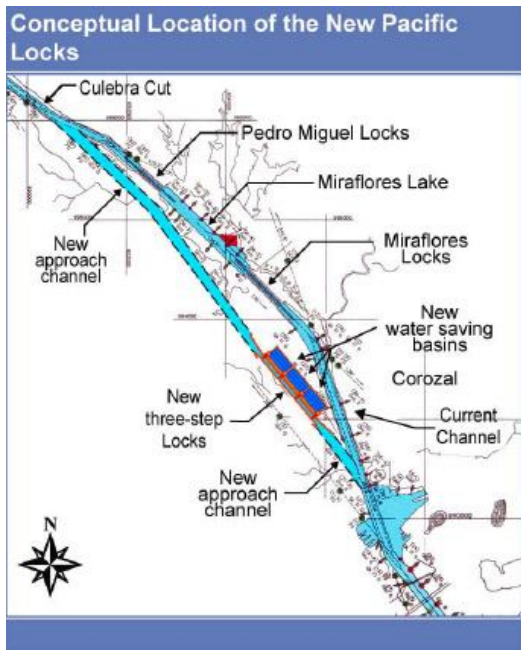 Conceptual Location of the New Pacific
Locks
Culebra Cut
Pedro Miguel Locks
Miraflores Lake
New
approach
channel
Miraflores
Locks
New
water saving
basins
Corozal
New
three-step
Locks
Current
Channel
New
approach
channel
N